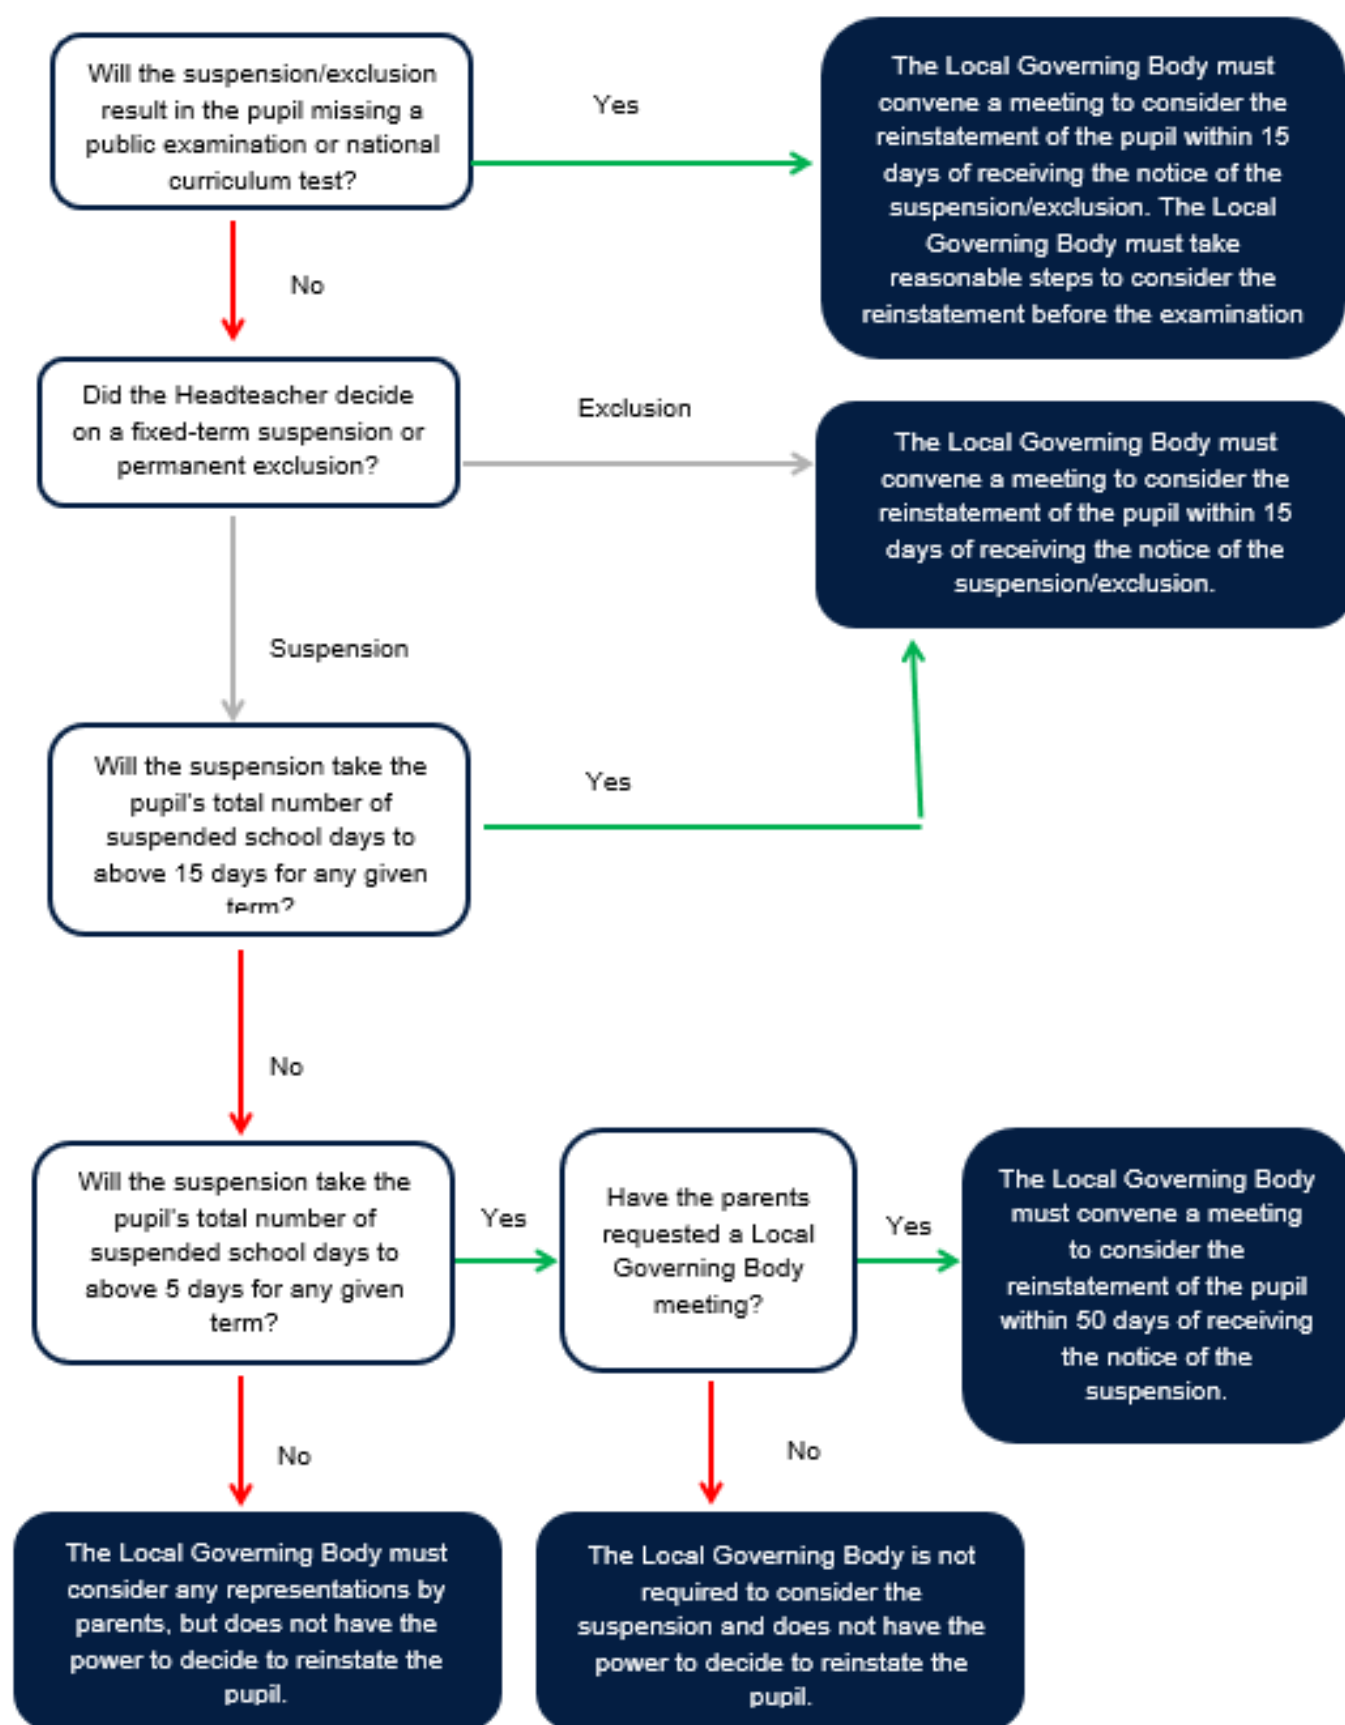 Will the suspension/exclusion
result in the pupil missing a
public examination or national
curriculum test?
Yes
The Local Governing Body must
convene a meeting to consider the
reinstatement of the pupil within 15
days of receiving the notice of the
suspension/exclusion. The Local
Governing Body must take
reasonable steps to consider the
reinstatement before the examination
No
Did the Headteacher decide
on a fixed-term suspension or
permanent exclusion?
Exclusion
The Local Governing Body must
convene a meeting to consider the
reinstatement of the pupil within 15
days of receiving the notice of the
suspension/exclusion.
Suspension
Will the suspension take the
pupil's total number of
suspended school days to
above 15 days for any given
term?
Yes
No
Will the suspension take the
pupil's total number of
suspended school days to
above 5 days for any given
term?
Yes
Have the parents
requested a Local
Governing Body
meeting?
Yes
The Local Governing Body
must convene a meeting
to consider the
reinstatement of the pupil
within 50 days of receiving
the notice of the
suspension.
No
No
The Local Governing Body must
consider any representations by
parents, but does not have the
power to decide to reinstate the
pupil.
The Local Governing Body is not
required to consider the
suspension and does not have the
power to decide to reinstate the
pupil.